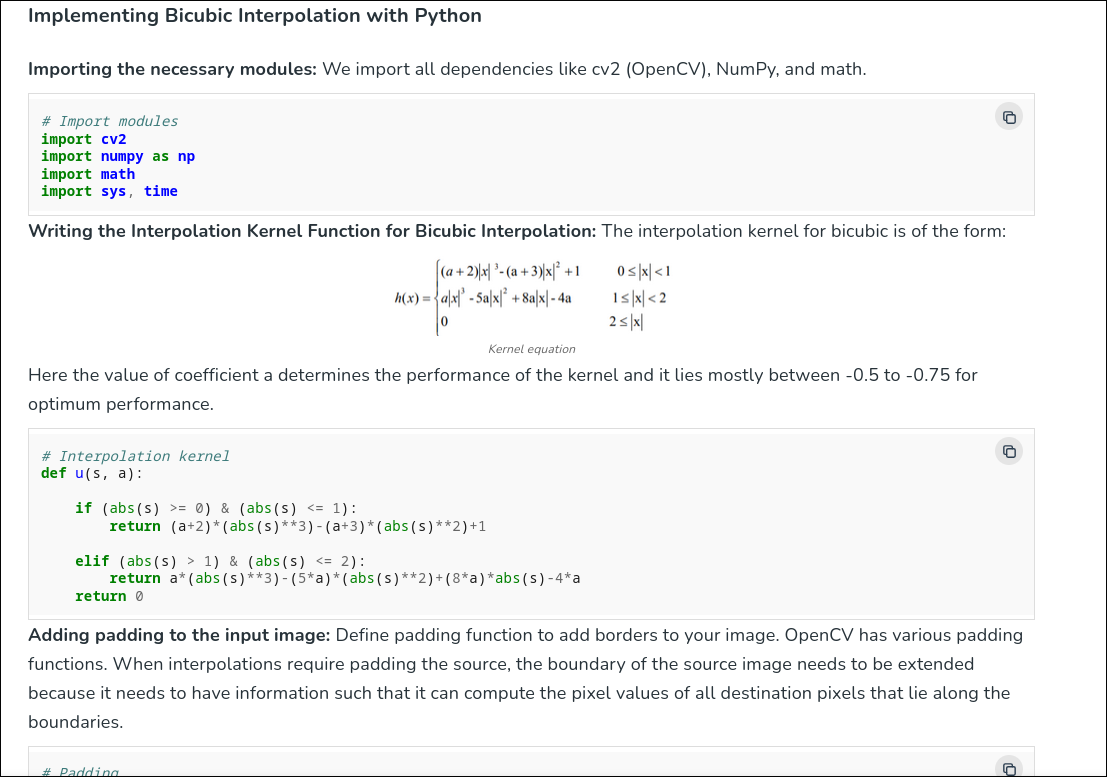 Implementing Bicubic Interpolation with Python
Importing the necessary modules: We import all dependencies like cv2 (OpenCV), NumPy, and math.
# Import modules
import cv2
import numpy as np
import math
import sys, time
Writing the Interpolation Kernel Function for Bicubic Interpolation: The interpolation kernel for bicubic is of the form:
(a+2)|x|³-(a+3)|x|²+1 0≤|x|<1
h(x)= { a|x|³-5a|x|²+8a|x|-4a 1≤|x|<2
0 2≤|x|
Kernel equation
Here the value of coefficient a determines the performance of the kernel and it lies mostly between -0.5 to -0.75 for
optimum performance.
# Interpolation kernel
def u(s, a):
    if (abs(s) >= 0) & (abs(s) <= 1):
        return (a+2)*(abs(s)**3)-(a+3)*(abs(s)**2)+1
    elif (abs(s) > 1) & (abs(s) <= 2):
        return a*(abs(s)**3)-(5*a)*(abs(s)**2)+(8*a)*abs(s)-4*a
    return 0
Adding padding to the input image: Define padding function to add borders to your image. OpenCV has various padding
functions. When interpolations require padding the source, the boundary of the source image needs to be extended
because it needs to have information such that it can compute the pixel values of all destination pixels that lie along the
boundaries.
# Padding